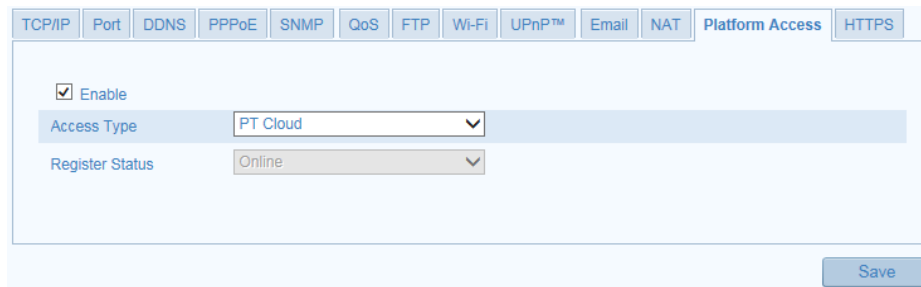 TCP/IP Port DDNS PPPoE SNMP QoS FTP Wi-Fi UPnP™ Email NAT Platform Access HTTPS
Enable
Access Type PT Cloud
Register Status Online
Save